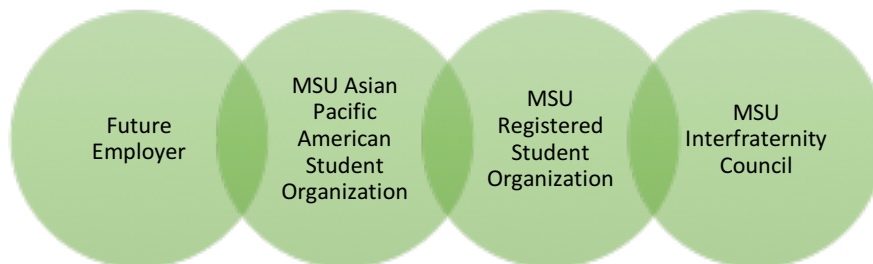 Future
Employer
MSU Asian
Pacific
American
Student
Organization
MSU
Registered
Student
Organization
MSU
Interfraternity
Council